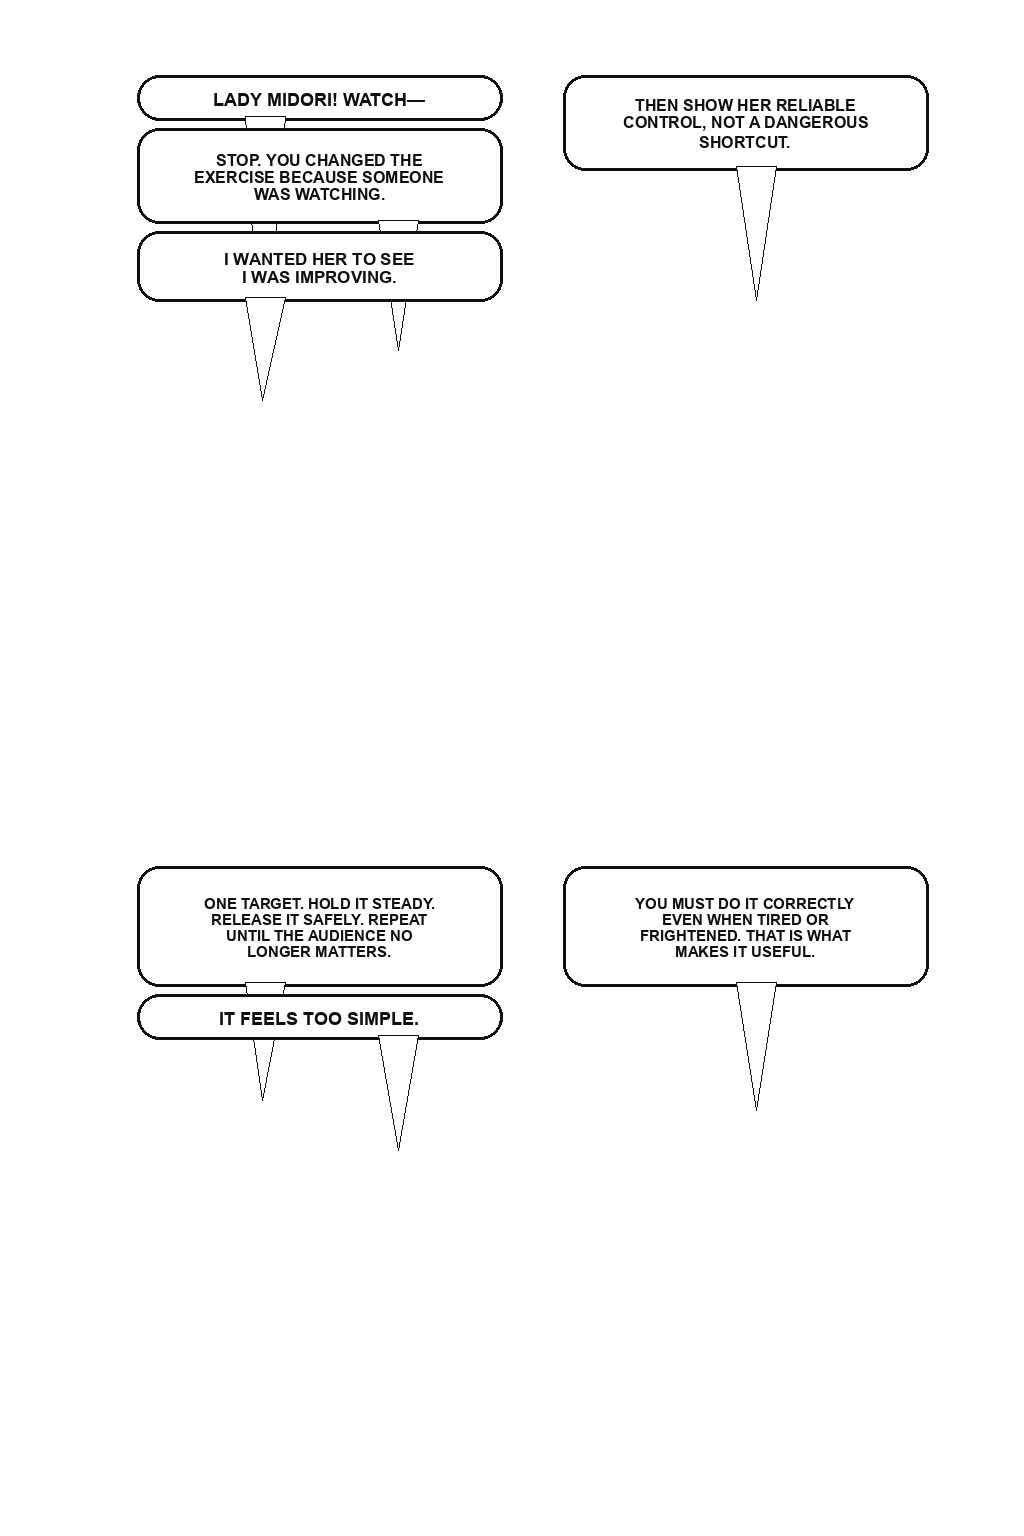 LADY MIDORI! WATCH—
STOP. YOU CHANGED THE
EXERCISE BECAUSE SOMEONE
WAS WATCHING.
I WANTED HER TO SEE
I WAS IMPROVING.
THEN SHOW HER RELIABLE
CONTROL, NOT A DANGEROUS
SHORTCUT.
ONE TARGET. HOLD IT STEADY.
RELEASE IT SAFELY. REPEAT
UNTIL THE AUDIENCE NO
LONGER MATTERS.
IT FEELS TOO SIMPLE.
YOU MUST DO IT CORRECTLY
EVEN WHEN TIRED OR
FRIGHTENED. THAT IS WHAT
MAKES IT USEFUL.